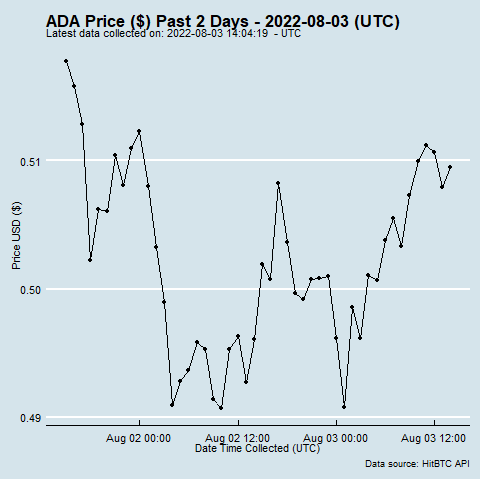 ADA Price ($) Past 2 Days - 2022-08-03 (UTC)
Latest data collected on: 2022-08-03 14:04:19 - UTC
Price USD ($)
0.51
0.50
0.49
Aug 02 00:00 Aug 02 12:00 Aug 03 00:00 Aug 03 12:00
Date Time Collected (UTC)
Data source: HitBTC API